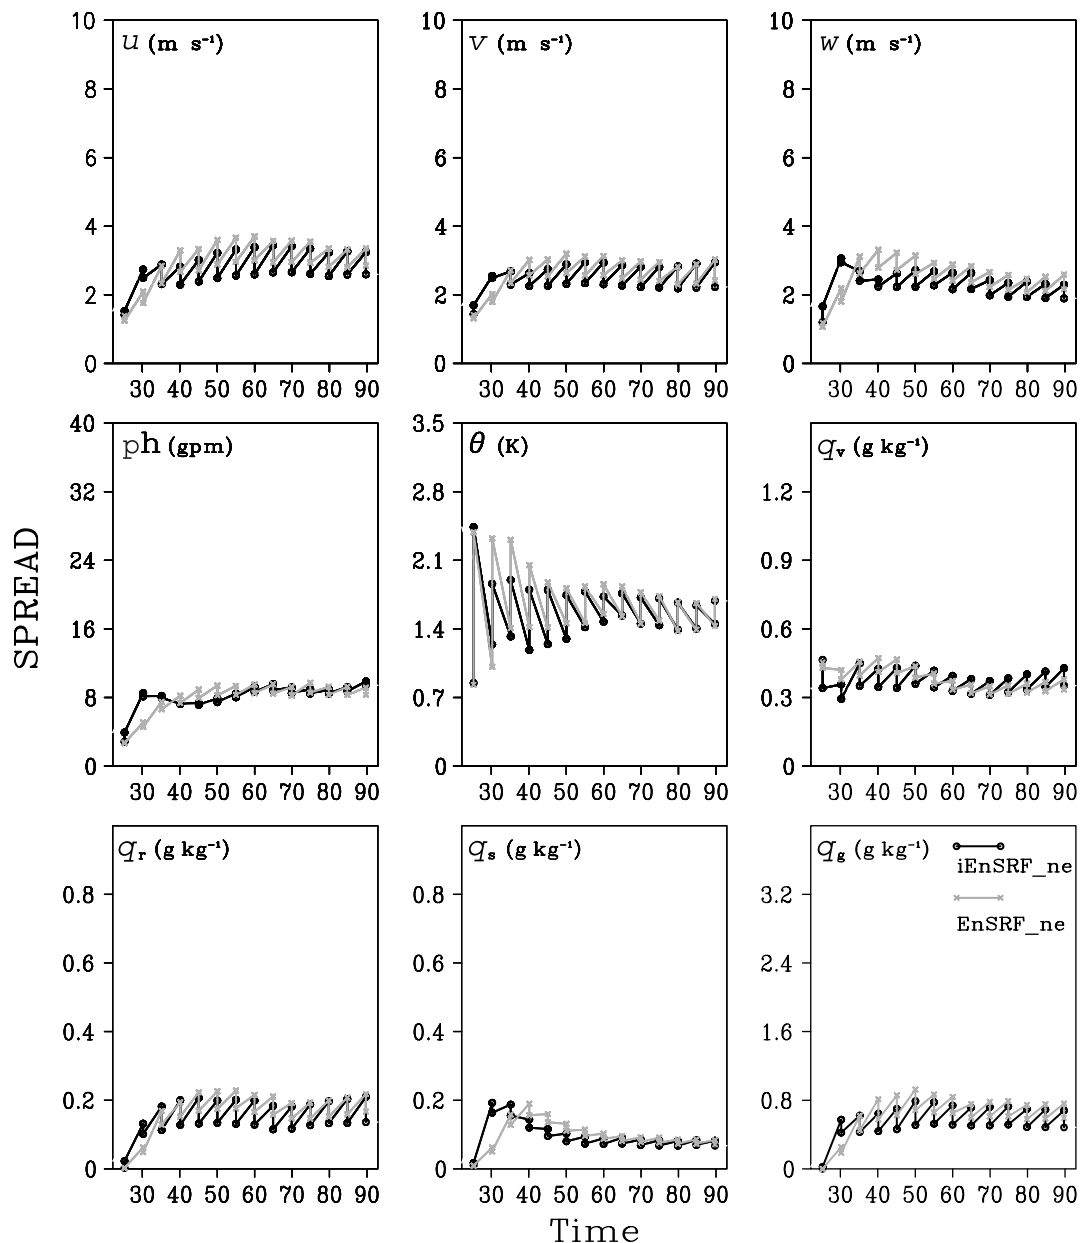 u (m s⁻¹)
10
8
6
4
2
0
30 40 50 60 70 80 90
v (m s⁻¹)
10
8
6
4
2
0
30 40 50 60 70 80 90
w (m s⁻¹)
10
8
6
4
2
0
30 40 50 60 70 80 90
SPREAD
ph (gpm)
40
32
24
16
8
0
30 40 50 60 70 80 90
θ (K)
3.5
2.8
2.1
1.4
0.7
0
30 40 50 60 70 80 90
qv (g kg⁻¹)
1.2
0.9
0.6
0.3
0
30 40 50 60 70 80 90
qr (g kg⁻¹)
0.8
0.6
0.4
0.2
0
30 40 50 60 70 80 90
qs (g kg⁻¹)
0.8
0.6
0.4
0.2
0
30 40 50 60 70 80 90
qg (g kg⁻¹)
iEnSRF_ne
EnSRF_ne
3.2
2.4
1.6
0.8
0
30 40 50 60 70 80 90
Time